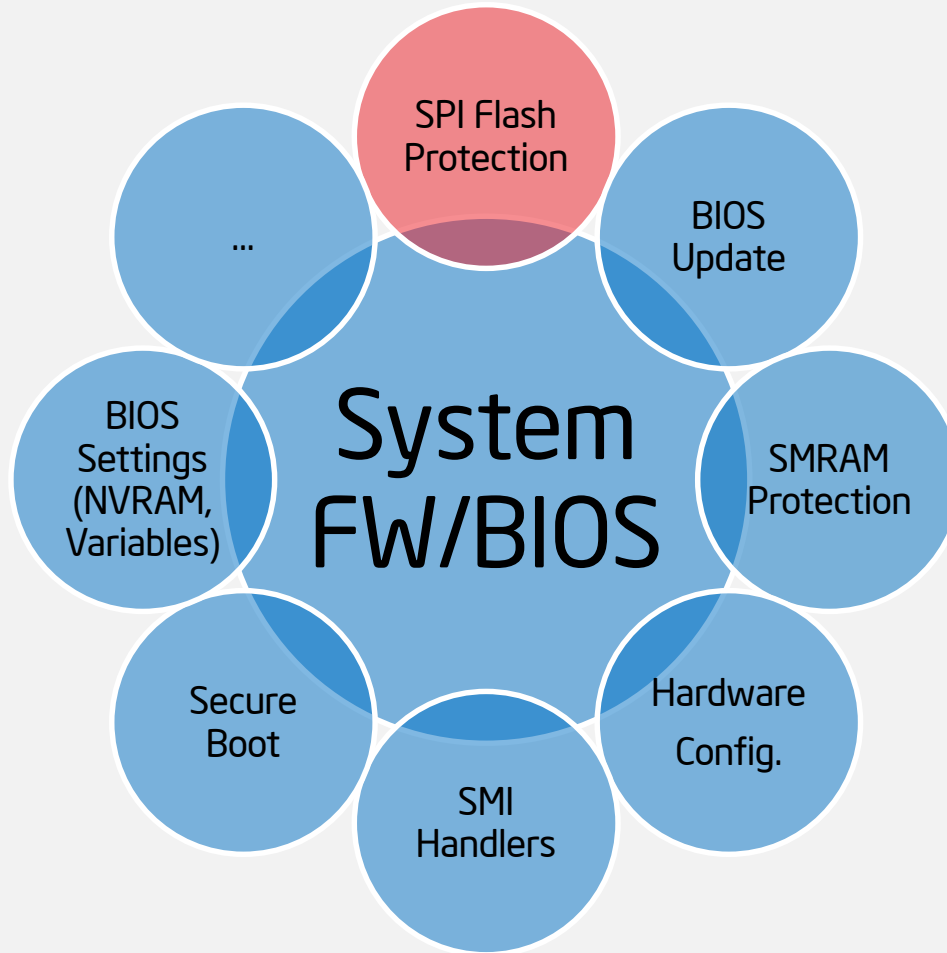 SPI Flash
Protection
BIOS
Update
SMRAM
Protection
Hardware
Config.
SMI
Handlers
Secure
Boot
BIOS
Settings
(NVRAM,
Variables)
...
System
FW/BIOS